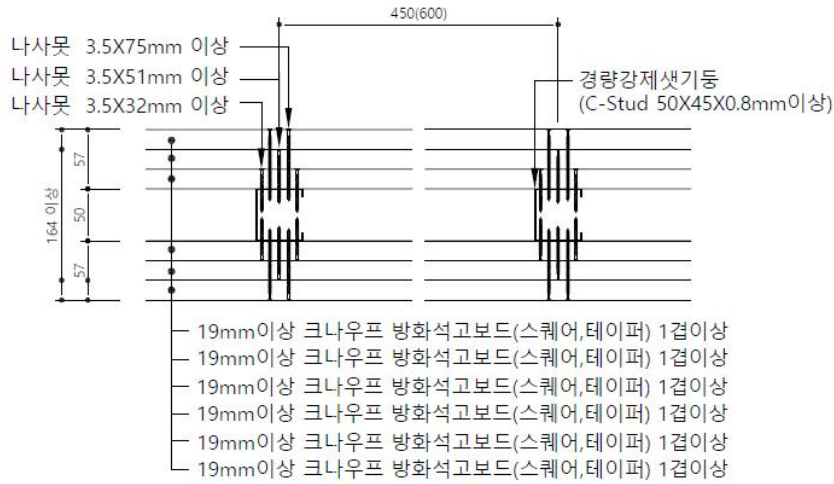 450(600)
나사못 3.5X75mm 이상
나사못 3.5X51mm 이상
나사못 3.5X32mm 이상
경량강제샛기둥
(C-Stud 50X45X0.8mm이상)
164 이상
57
50
57
19mm이상 크나우프 방화석고보드(스퀘어,테이퍼) 1겹이상
19mm이상 크나우프 방화석고보드(스퀘어,테이퍼) 1겹이상
19mm이상 크나우프 방화석고보드(스퀘어,테이퍼) 1겹이상
19mm이상 크나우프 방화석고보드(스퀘어,테이퍼) 1겹이상
19mm이상 크나우프 방화석고보드(스퀘어,테이퍼) 1겹이상
19mm이상 크나우프 방화석고보드(스퀘어,테이퍼) 1겹이상